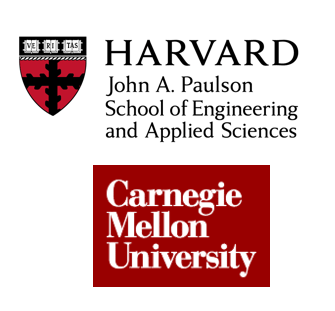 VE RI TAS
HARVARD
John A. Paulson
School of Engineering
and Applied Sciences
Carnegie
Mellon
University